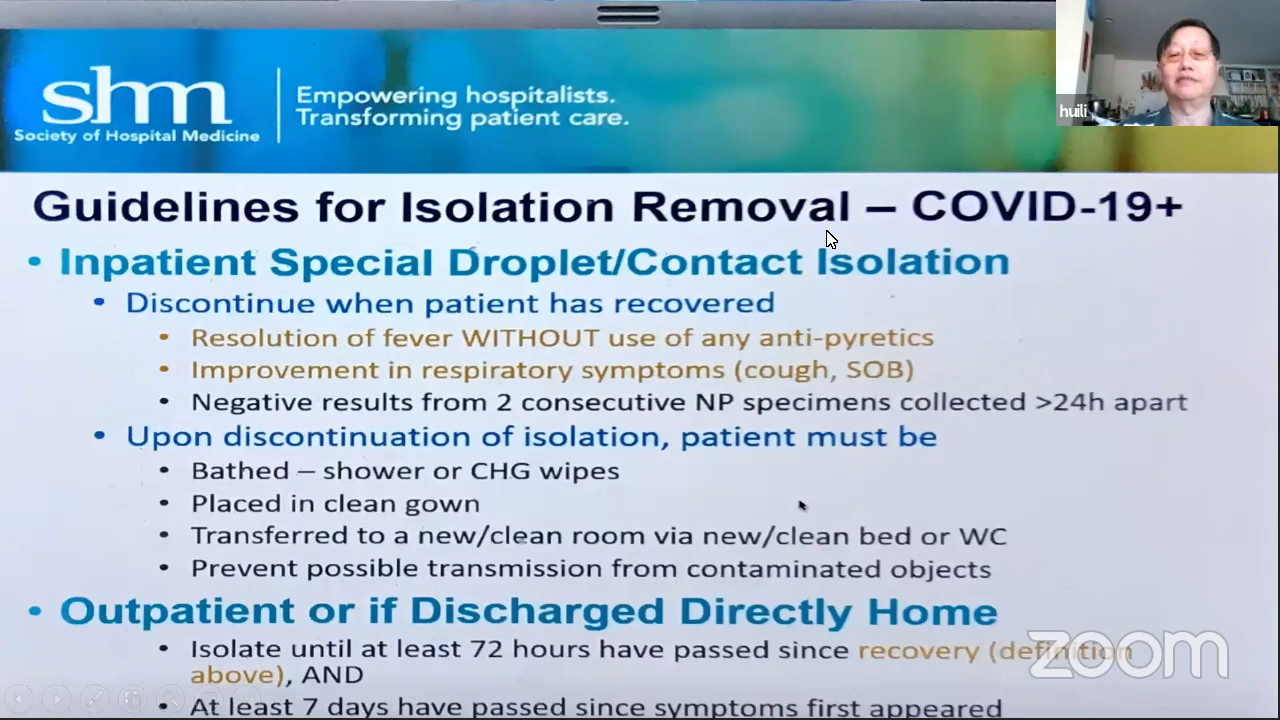 shm
Society of Hospital Medicine
Empowering hospitalists.
Transforming patient care.
huili
Guidelines for Isolation Removal – COVID-19+
• Inpatient Special Droplet/Contact Isolation
• Discontinue when patient has recovered
• Resolution of fever WITHOUT use of any anti-pyretics
• Improvement in respiratory symptoms (cough, SOB)
• Negative results from 2 consecutive NP specimens collected >24h apart
• Upon discontinuation of isolation, patient must be
• Bathed – shower or CHG wipes
• Placed in clean gown
• Transferred to a new/clean room via new/clean bed or WC
• Prevent possible transmission from contaminated objects
• Outpatient or if Discharged Directly Home
• Isolate until at least 72 hours have passed since recovery (definition
above), AND
• At least 7 days have passed since symptoms first appeared
zoom